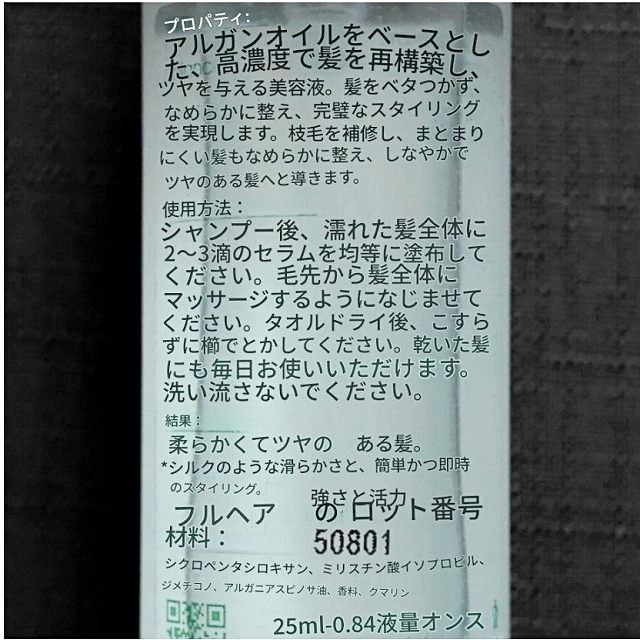 プロパティ:
アルガンオイルをベースとし
た、高濃度で髪を再構築し、
ツヤを与える美容液。髪をベタつかず、
なめらかに整え、完璧なスタイリング
を実現します。枝毛を補修し、まとまり
にくい髪もなめらかに整え、しなやかで
ツヤのある髪へと導きます。
使用方法：
シャンプー後、濡れた髪全体に
2〜3滴のセラムを均等に塗布して
ください。毛先から髪全体に
マッサージするようになじませて
ください。タオルドライ後、こすら
ずに櫛でとかしてください。乾いた髪
にも毎日お使いいただけます。
洗い流さないでください。
結果：
柔らかくてツヤの ある髪。
*シルクのような滑らかさと、簡単かつ即時
のスタイリング。
強さと活力
フルヘア の ロット番号
材料： 50801
シクロペンタシロキサン、ミリスチン酸イソプロピル、
ジメチコノ、アルガニアスピノサ油、香料、クマリン
25ml-0.84液量オンス